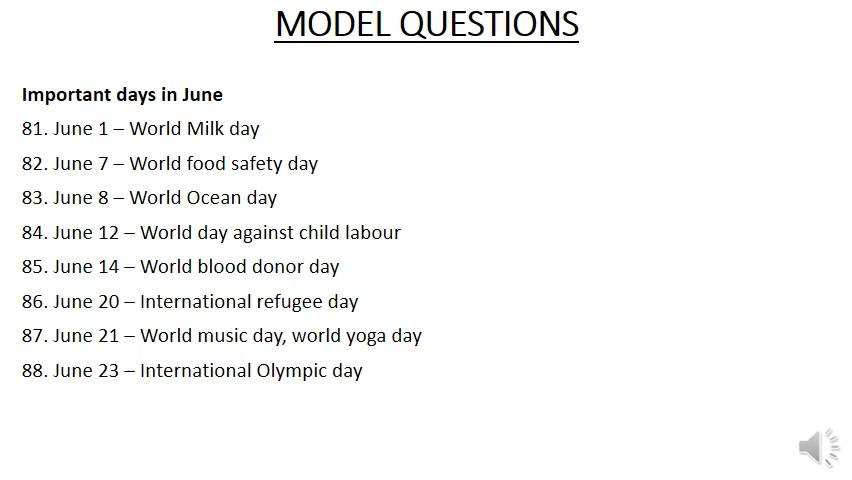 MODEL QUESTIONS
Important days in June
81. June 1 – World Milk day
82. June 7 – World food safety day
83. June 8 – World Ocean day
84. June 12 – World day against child labour
85. June 14 – World blood donor day
86. June 20 – International refugee day
87. June 21 – World music day, world yoga day
88. June 23 – International Olympic day